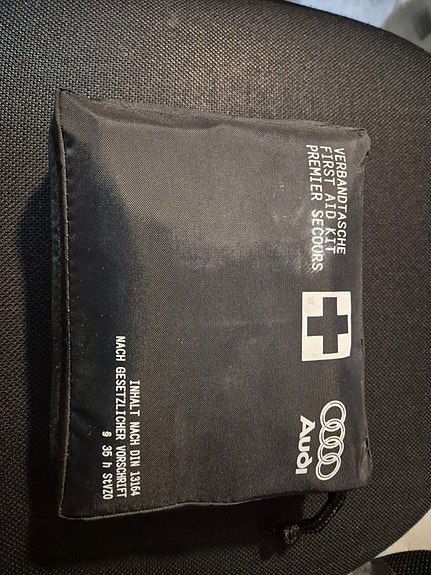 VERBANDTASCHE
FIRST AID KIT
PREMIER SECOURS
Audi
INHALT NACH DIN 13164
NACH GESETZLICHER VORSCHRIFT
§ 35 h StVZO